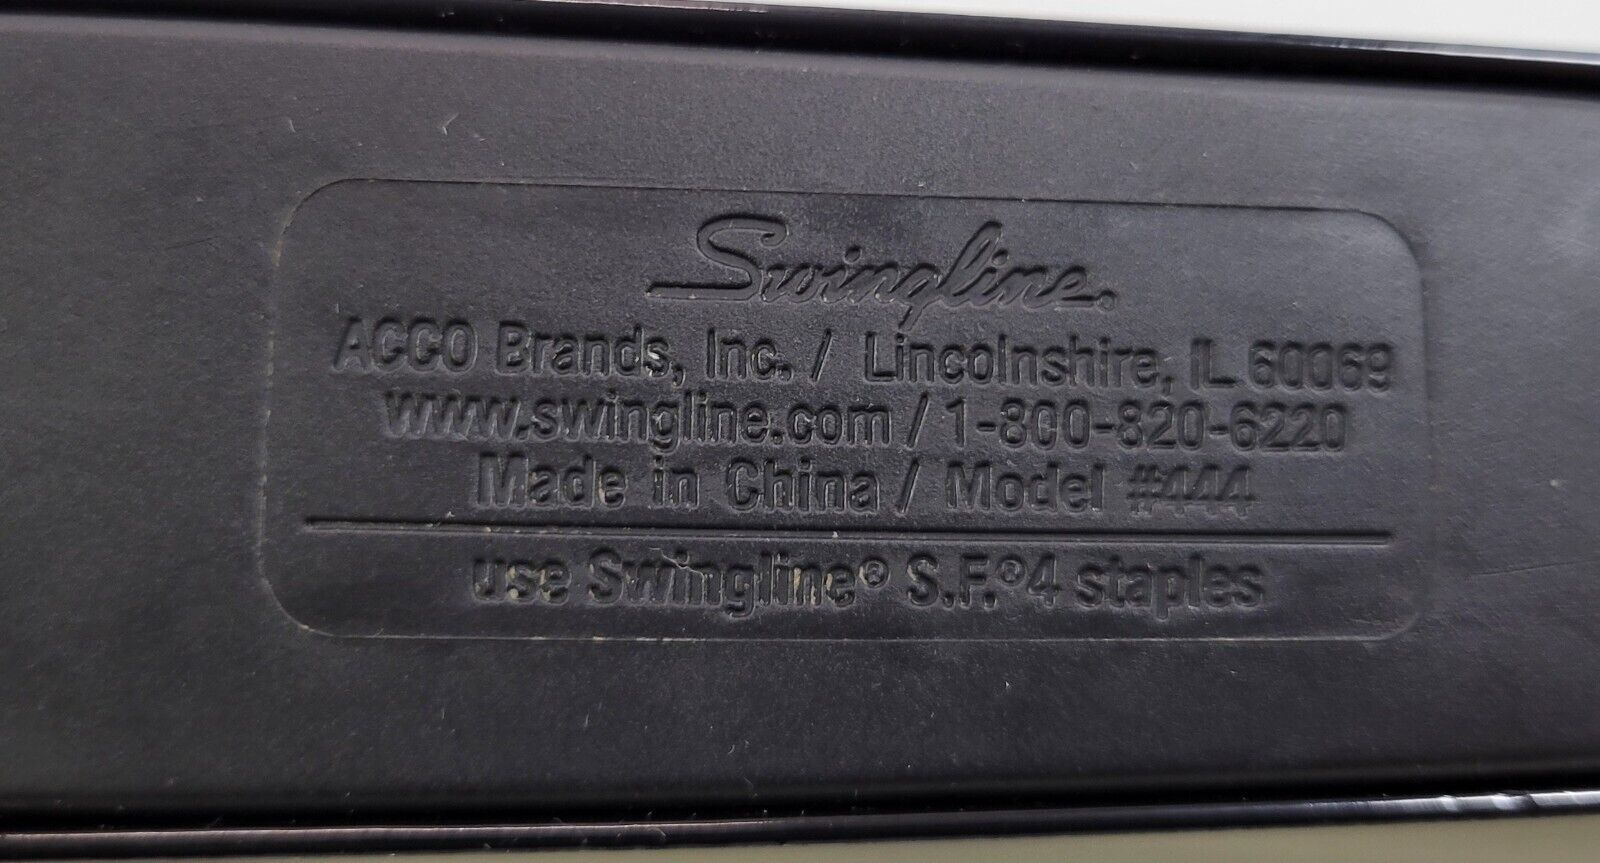 Swingline®
ACCO Brands, Inc. / Lincolnshire, IL 60069
www.swingline.com / 1-800-820-6220
Made in China / Model #444
use Swingline® S.F.®4 staples